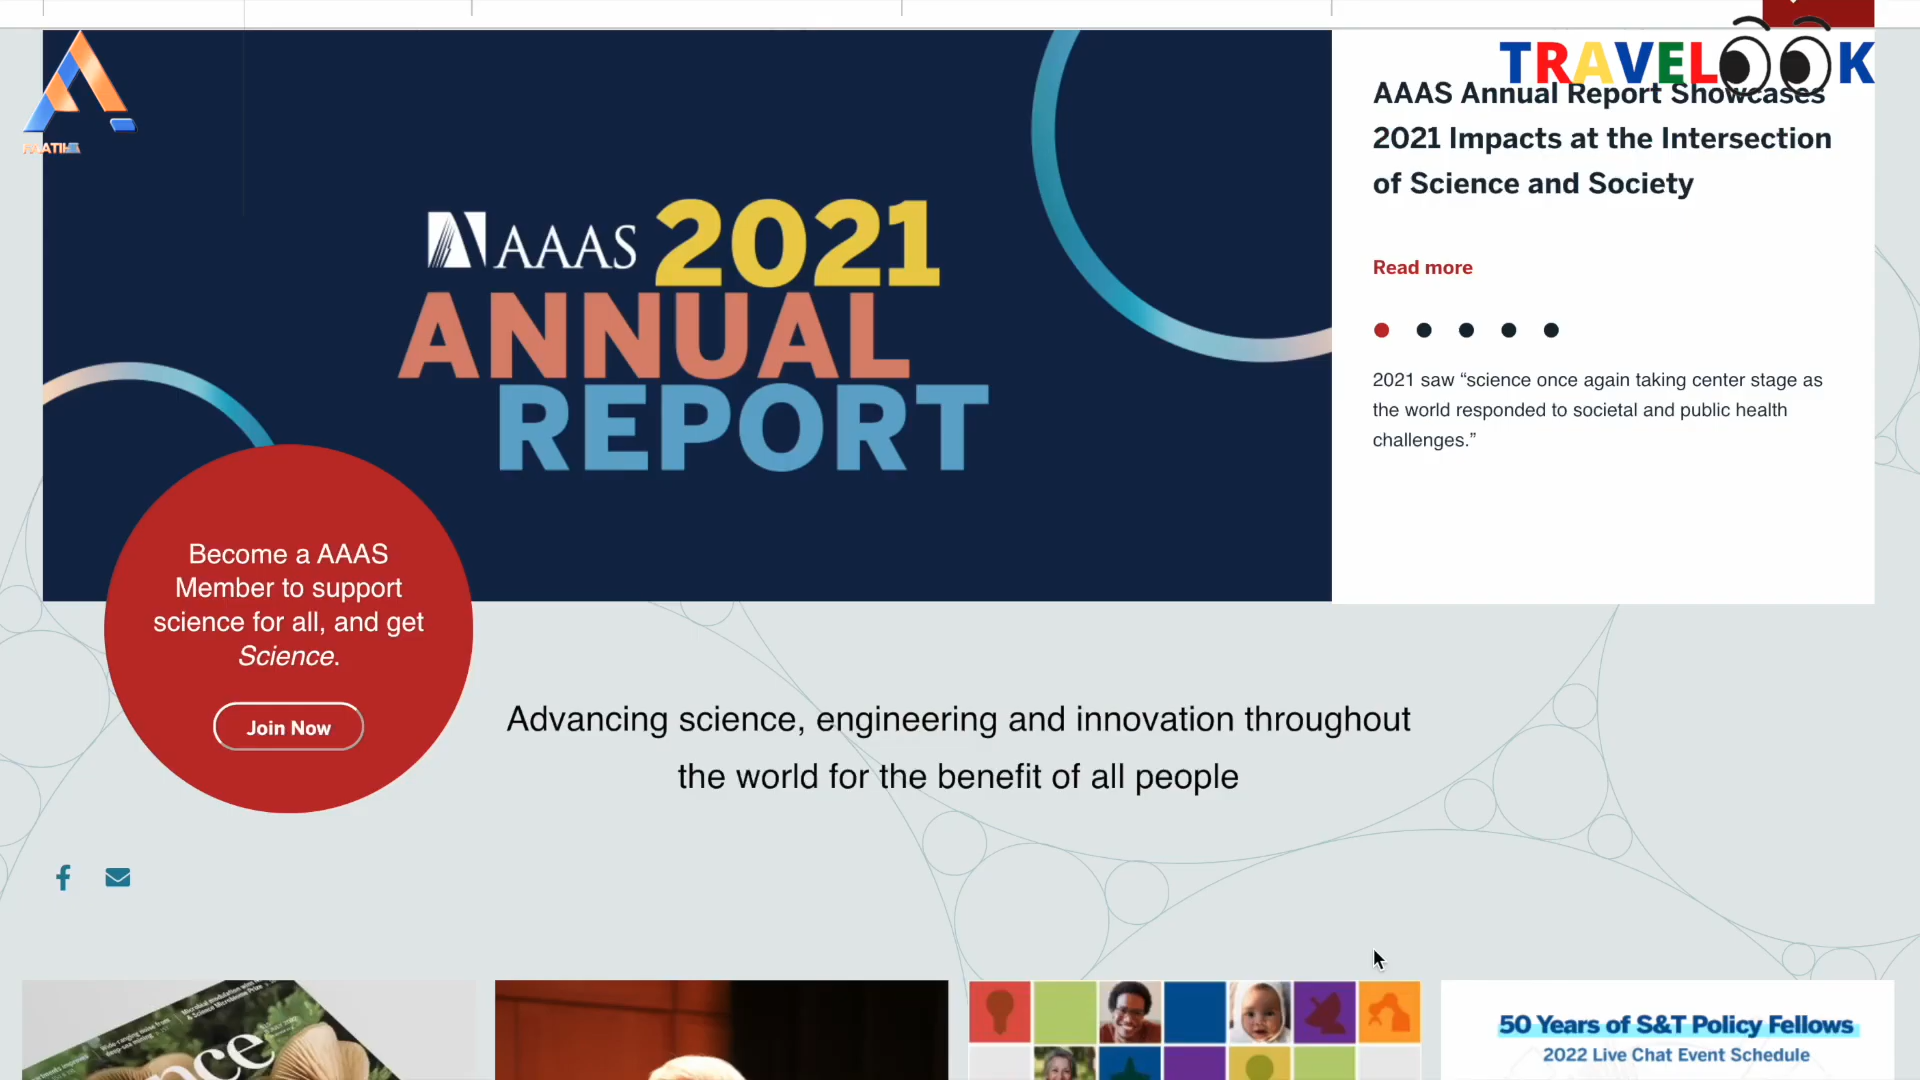 TRAVELOOK
AAAS 2021
ANNUAL
REPORT
AAAS Annual Report Showcases
2021 Impacts at the Intersection
of Science and Society
Read more
2021 saw “science once again taking center stage as
the world responded to societal and public health
challenges.”
Become a AAAS
Member to support
science for all, and get
Science.
Join Now
Advancing science, engineering and innovation throughout
the world for the benefit of all people
50 Years of S&T Policy Fellows
2022 Live Chat Event Schedule